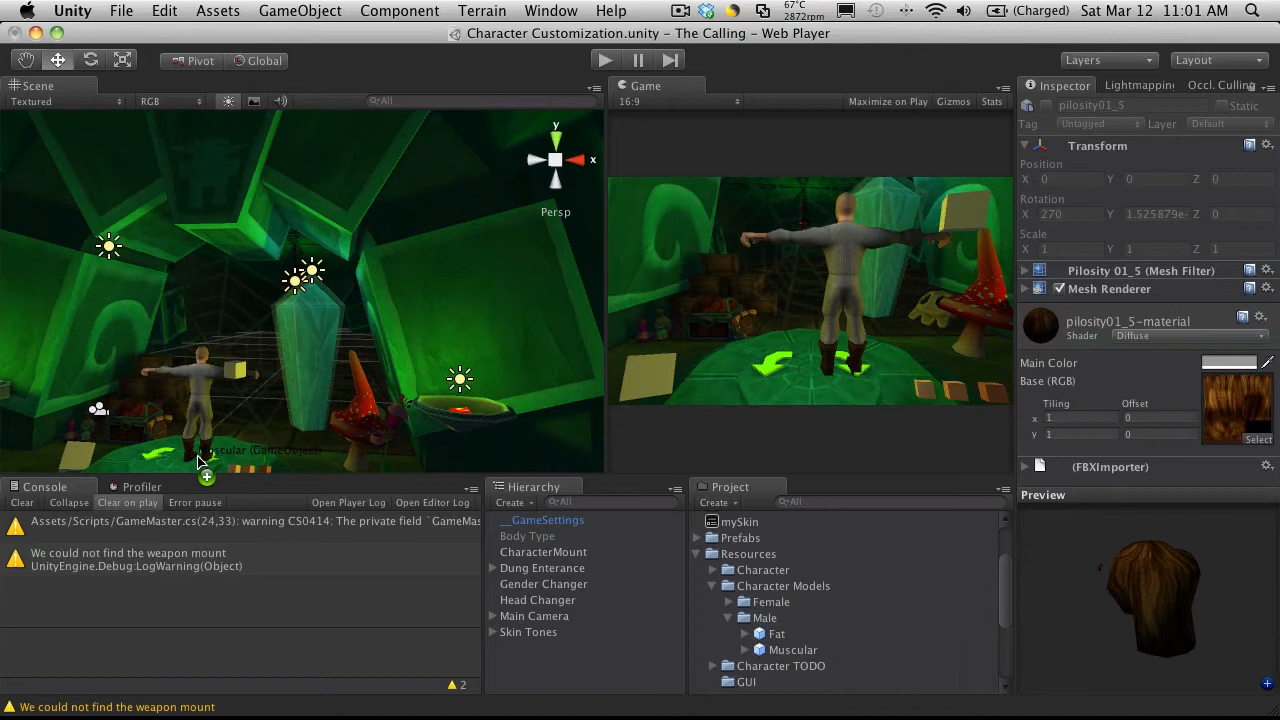 Unity File Edit Assets GameObject Component Terrain Window Help 67°C 2872rpm (Charged) Sat Mar 12 11:01 AM
Character Customization.unity – The Calling – Web Player
Pivot Global Layers Layout
Scene Game Inspector Lightmapping Occl. Culling
Textured RGB All 16:9 Maximize on Play Gizmos Stats
pilosity01_5 Static
Tag Untagged Layer Default
Transform
Position
X 0 Y 0 Z 0
Rotation
X 270 Y 1.525879e- Z 0
Scale
X 1 Y 1 Z 1
Pilosity 01_5 (Mesh Filter)
Mesh Renderer
pilosity01_5-material
Shader Diffuse
Main Color
Base (RGB)
Tiling Offset
x 1 0
y 1 0
Select
(FBXImporter)
Preview
y
x
Persp
(GameObject)
Console Profiler
Clear Collapse Clear on play Error pause Open Player Log Open Editor Log
Assets/Scripts/GameMaster.cs(24,33): warning CS0414: The private field `GameMas
We could not find the weapon mount
UnityEngine.Debug:LogWarning(Object)
2
We could not find the weapon mount
Hierarchy
Create All
__GameSettings
Body Type
CharacterMount
Dung Enterance
Gender Changer
Head Changer
Main Camera
Skin Tones
Project
Create All
mySkin
Prefabs
Resources
Character
Character Models
Female
Male
Fat
Muscular
Character TODO
GUI